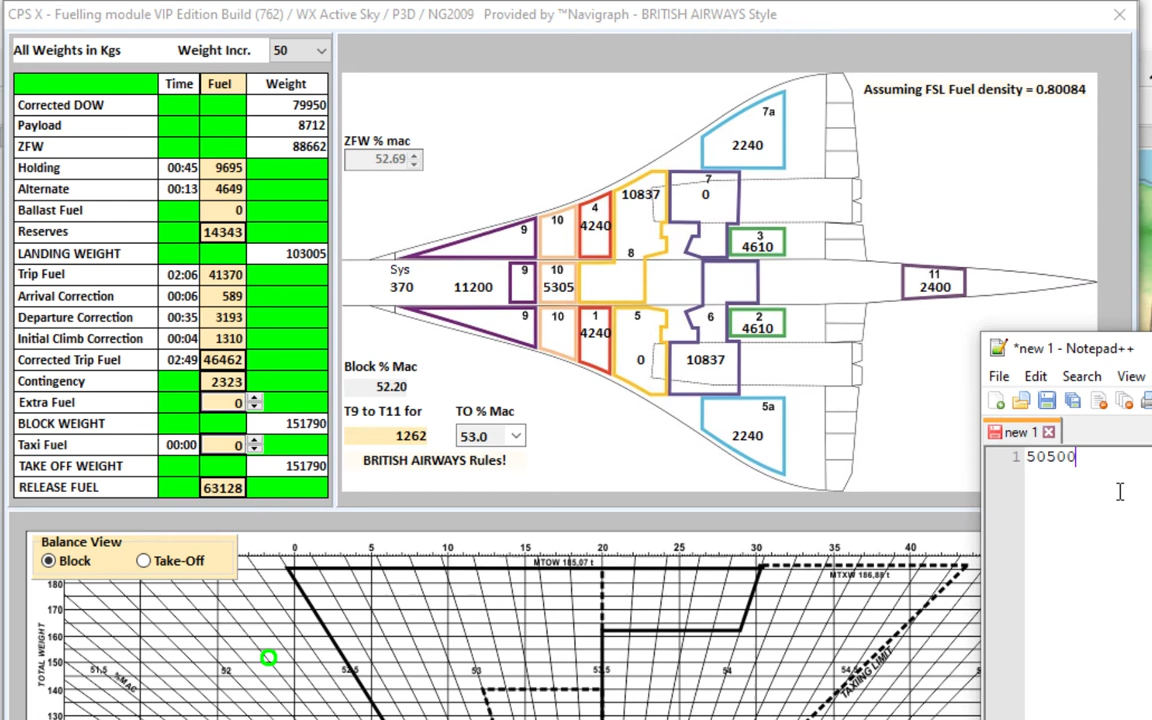 CPS X - Fuelling module VIP Edition Build (762) / WX Active Sky / P3D / NG2009 Provided by ™Navigraph - BRITISH AIRWAYS Style
All Weights in Kgs Weight Incr. 50
Time Fuel Weight
Corrected DOW 79950
Payload 8712
ZFW 88662
Holding 00:45 9695
Alternate 00:13 4649
Ballast Fuel 0
Reserves 14343
LANDING WEIGHT 103005
Trip Fuel 02:06 41370
Arrival Correction 00:06 589
Departure Correction 00:35 3193
Initial Climb Correction 00:04 1310
Corrected Trip Fuel 02:49 46462
Contingency 2323
Extra Fuel 0
BLOCK WEIGHT 151790
Taxi Fuel 00:00 0
TAKE OFF WEIGHT 151790
RELEASE FUEL 63128
Assuming FSL Fuel density = 0.80084
ZFW % mac
52.69
7a
2240
7
0
10837
4
4240
10
9
3
4610
8
Sys
370
11200
9
10
5305
11
2400
9
10
1
4240
5
0
6
10837
2
4610
5a
2240
Block % Mac
52.20
T9 to T11 for
1262
TO % Mac
53.0
BRITISH AIRWAYS Rules!
*new 1 - Notepad++
File Edit Search View
new 1
1 50500
Balance View
Block Take-Off
0 5 10 15 20 25 30 35 40
MTOW 185,07 t
MTXW 186,88 t
180
170
160
150
140
130
TOTAL WEIGHT
51,5 %MAC 52 53 54
TAXIING LIMIT